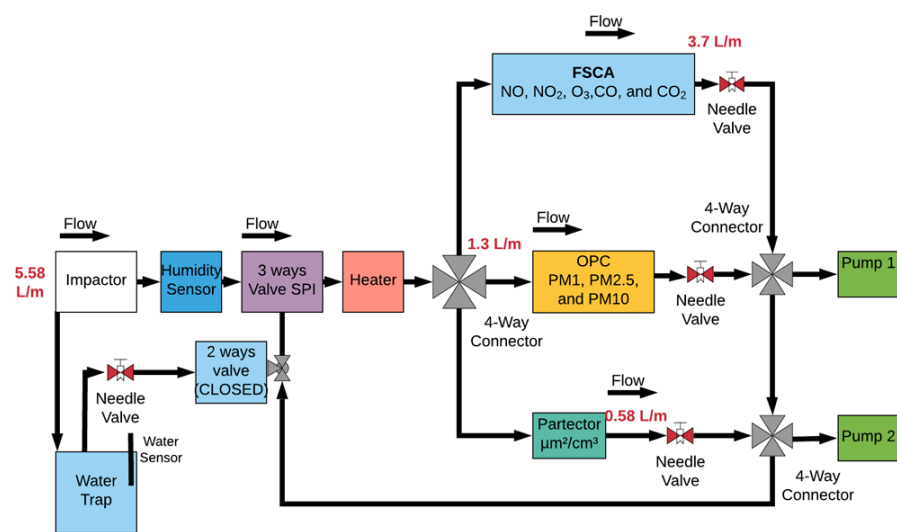 Flow
3.7 L/m
FSCA
NO, NO₂, O₃,CO, and CO₂
Needle
Valve
Flow
Flow
Flow
4-Way
Connector
5.58
L/m
Impactor
Humidity
Sensor
3 ways
Valve SPI
Heater
1.3 L/m
OPC
PM1, PM2.5,
and PM10
Needle
Valve
Pump 1
4-Way
Connector
2 ways
valve
(CLOSED)
Needle
Valve
Flow
0.58 L/m
Partector
µm²/cm³
Needle
Valve
Pump 2
4-Way
Connector
Water
Sensor
Water
Trap